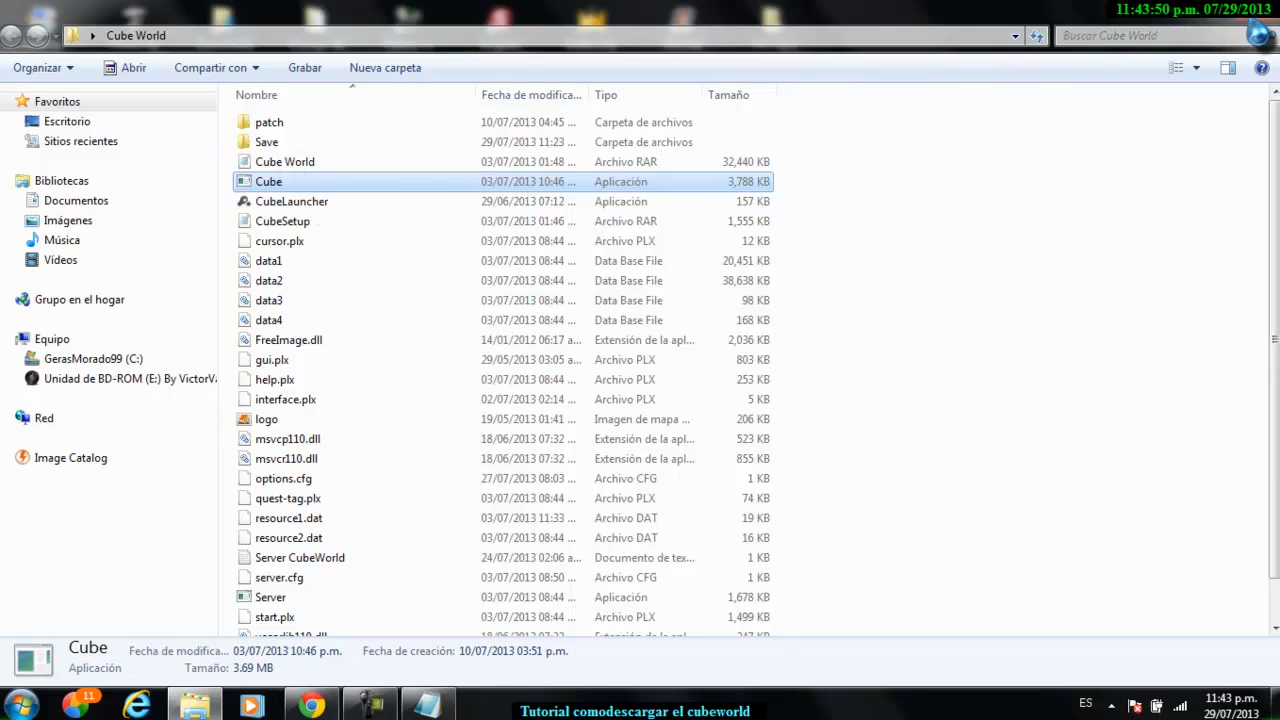 11:43:50 p.m. 07/29/2013
Cube World
Buscar Cube World
Organizar Abrir Compartir con Grabar Nueva carpeta
Nombre Fecha de modifica... Tipo Tamaño
Favoritos
Escritorio
Sitios recientes
Bibliotecas
Documentos
Imágenes
Música
Vídeos
Grupo en el hogar
Equipo
GerasMorado99 (C:)
Unidad de BD-ROM (E:) By VictorVa
Red
Image Catalog
patch 10/07/2013 04:45 ... Carpeta de archivos
Save 29/07/2013 11:23 ... Carpeta de archivos
Cube World 03/07/2013 01:48 ... Archivo RAR 32,440 KB
Cube 03/07/2013 10:46 ... Aplicación 3,788 KB
CubeLauncher 29/06/2013 07:12 ... Aplicación 157 KB
CubeSetup 03/07/2013 01:46 ... Archivo RAR 1,555 KB
cursor.plx 03/07/2013 08:44 ... Archivo PLX 12 KB
data1 03/07/2013 08:44 ... Data Base File 20,451 KB
data2 03/07/2013 08:44 ... Data Base File 38,638 KB
data3 03/07/2013 08:44 ... Data Base File 98 KB
data4 03/07/2013 08:44 ... Data Base File 168 KB
FreeImage.dll 14/01/2012 06:17 a... Extensión de la apl... 2,036 KB
gui.plx 29/05/2013 03:05 a... Archivo PLX 803 KB
help.plx 03/07/2013 08:44 ... Archivo PLX 253 KB
interface.plx 02/07/2013 02:14 ... Archivo PLX 5 KB
logo 19/05/2013 01:41 ... Imagen de mapa ... 206 KB
msvcp110.dll 18/06/2013 07:32 ... Extensión de la apl... 523 KB
msvcr110.dll 18/06/2013 07:32 ... Extensión de la apl... 855 KB
options.cfg 27/07/2013 08:03 ... Archivo CFG 1 KB
quest-tag.plx 03/07/2013 08:44 ... Archivo PLX 74 KB
resource1.dat 03/07/2013 11:33 ... Archivo DAT 19 KB
resource2.dat 03/07/2013 08:44 ... Archivo DAT 16 KB
Server CubeWorld 24/07/2013 02:06 a... Documento de tex... 1 KB
server.cfg 03/07/2013 08:50 ... Archivo CFG 1 KB
Server 03/07/2013 08:44 ... Aplicación 1,678 KB
start.plx 03/07/2013 08:44 ... Archivo PLX 1,499 KB
Cube Fecha de modifica... 03/07/2013 10:46 p.m. Fecha de creación: 10/07/2013 03:51 p.m.
Aplicación Tamaño: 3.69 MB
11
Tutorial comodescargar el cubeworld
ES
11:43 p.m.
29/07/2013